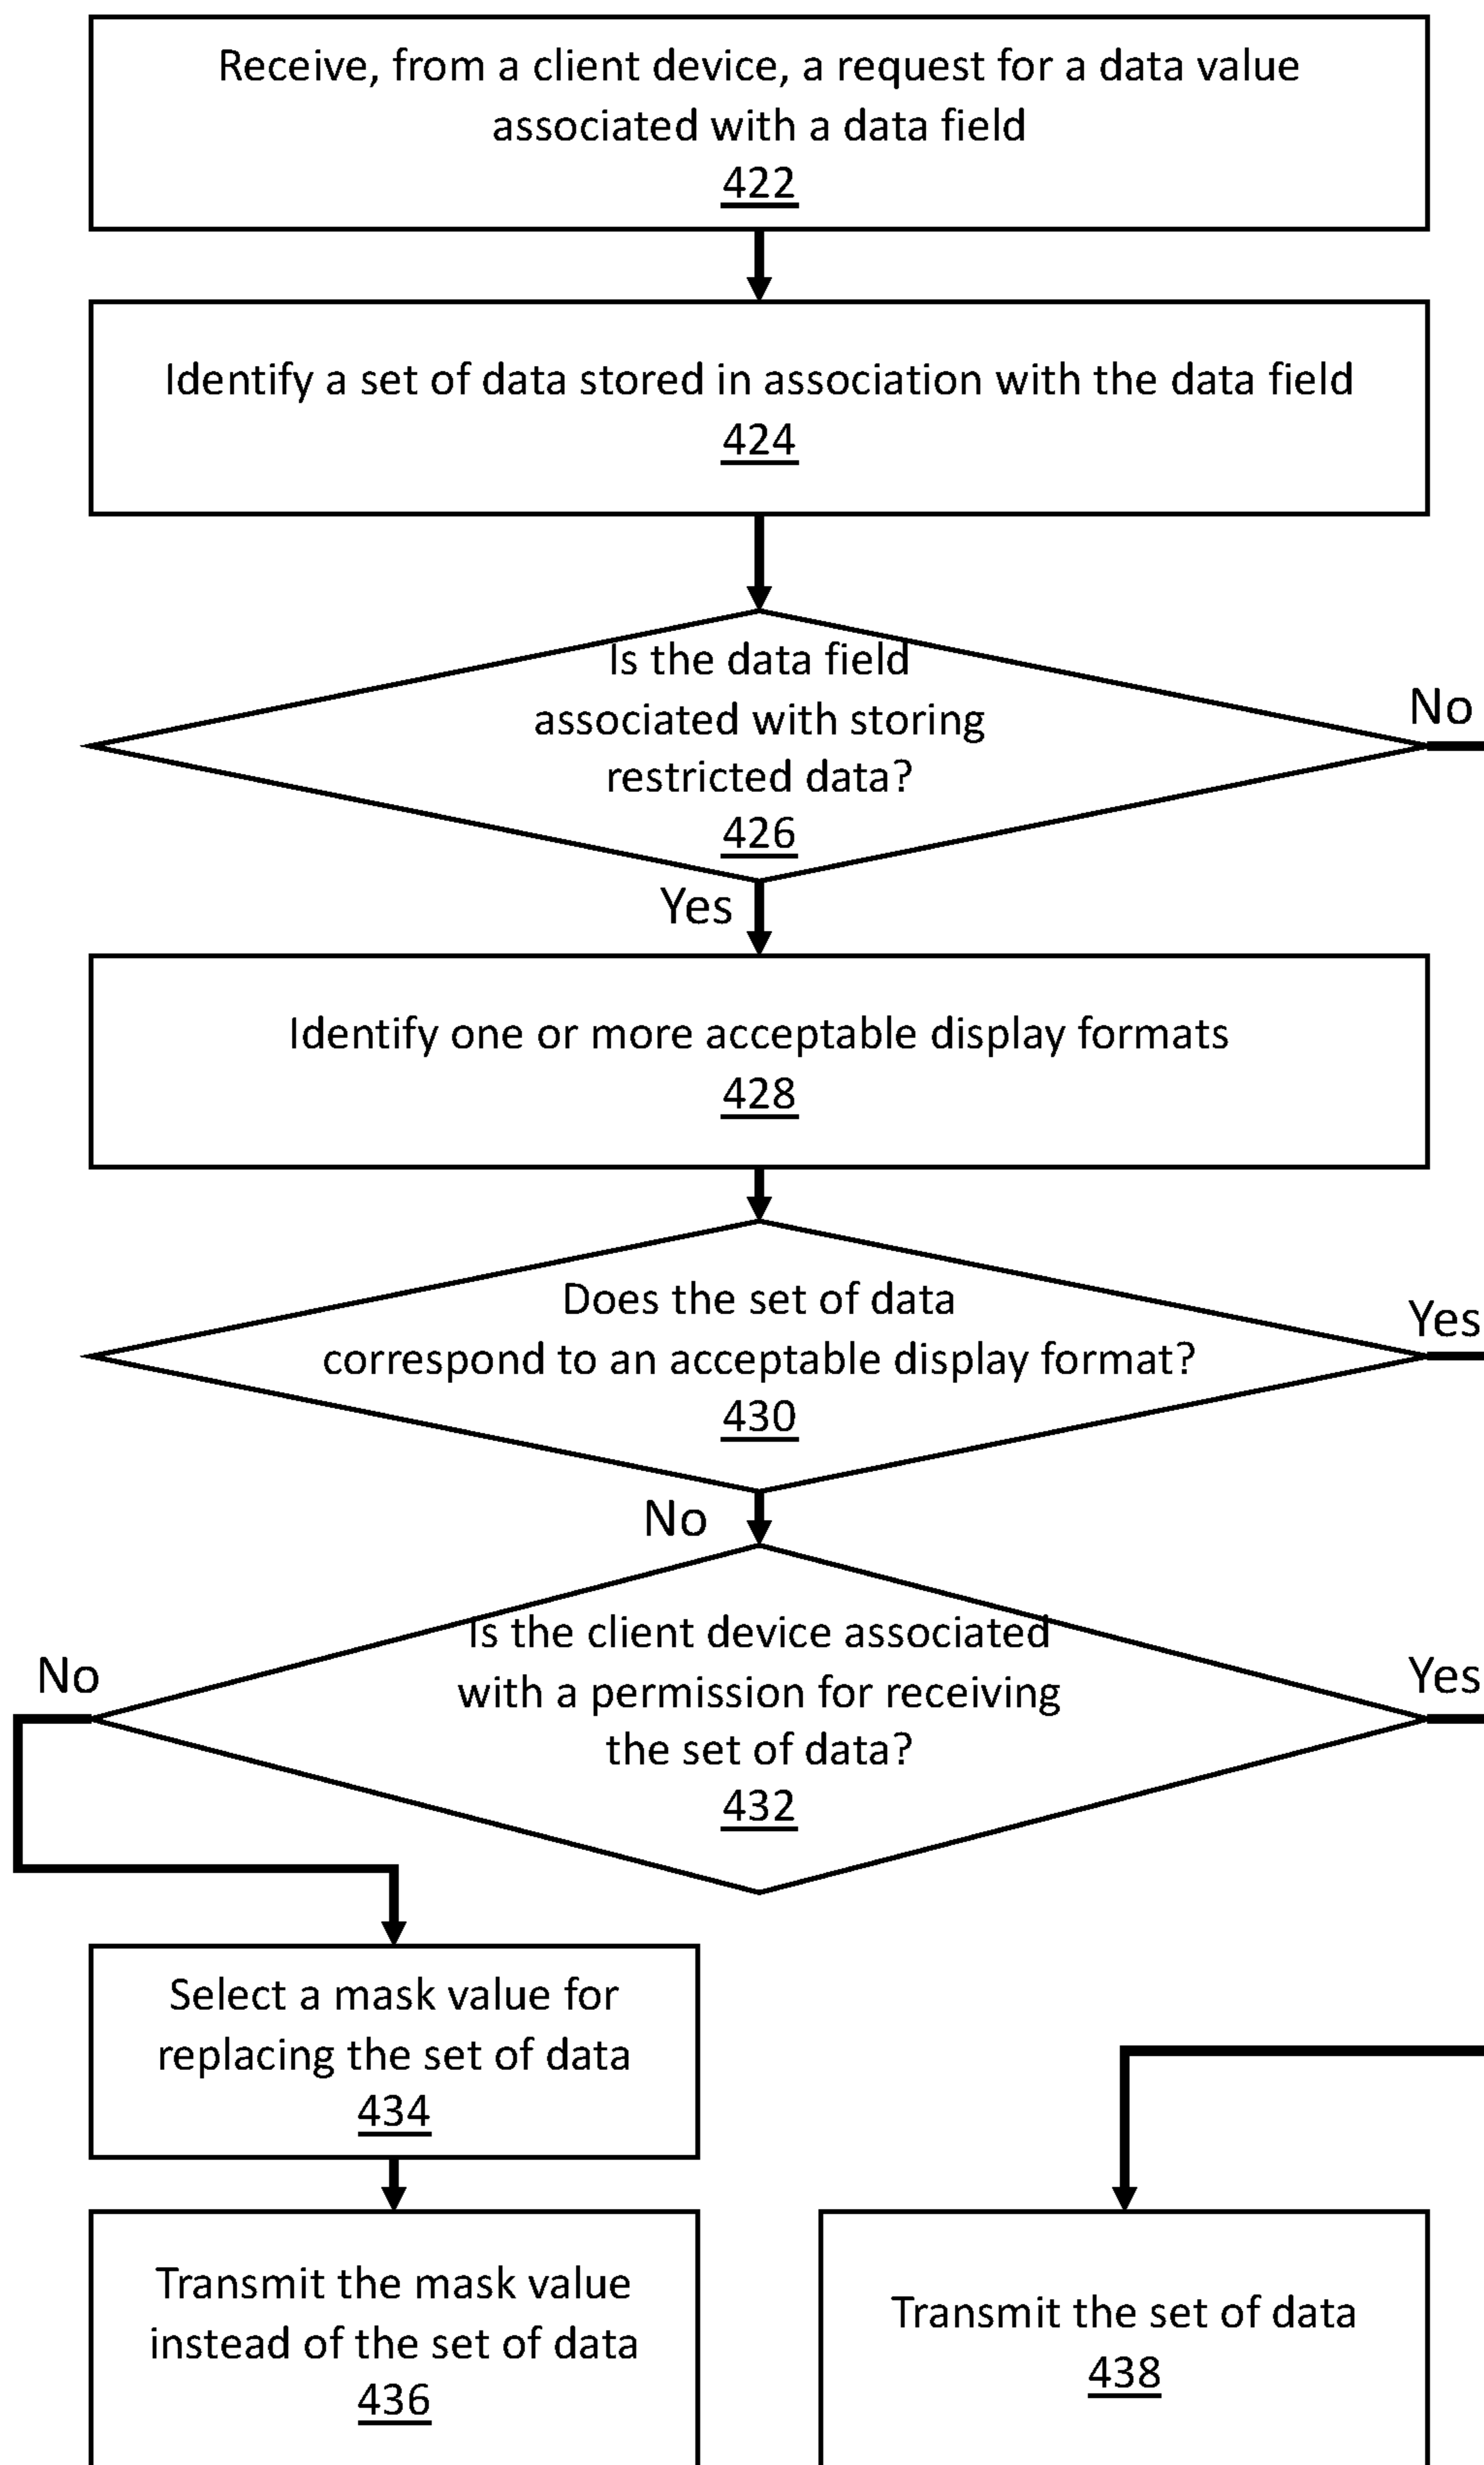 Receive, from a client device, a request for a data value
associated with a data field
422
Identify a set of data stored in association with the data field
424
Is the data field
associated with storing
restricted data?
426
No
Yes
Identify one or more acceptable display formats
428
Does the set of data
correspond to an acceptable display format?
430
Yes
No
Is the client device associated
with a permission for receiving
the set of data?
432
No
Yes
Select a mask value for
replacing the set of data
434
Transmit the mask value
instead of the set of data
436
Transmit the set of data
438